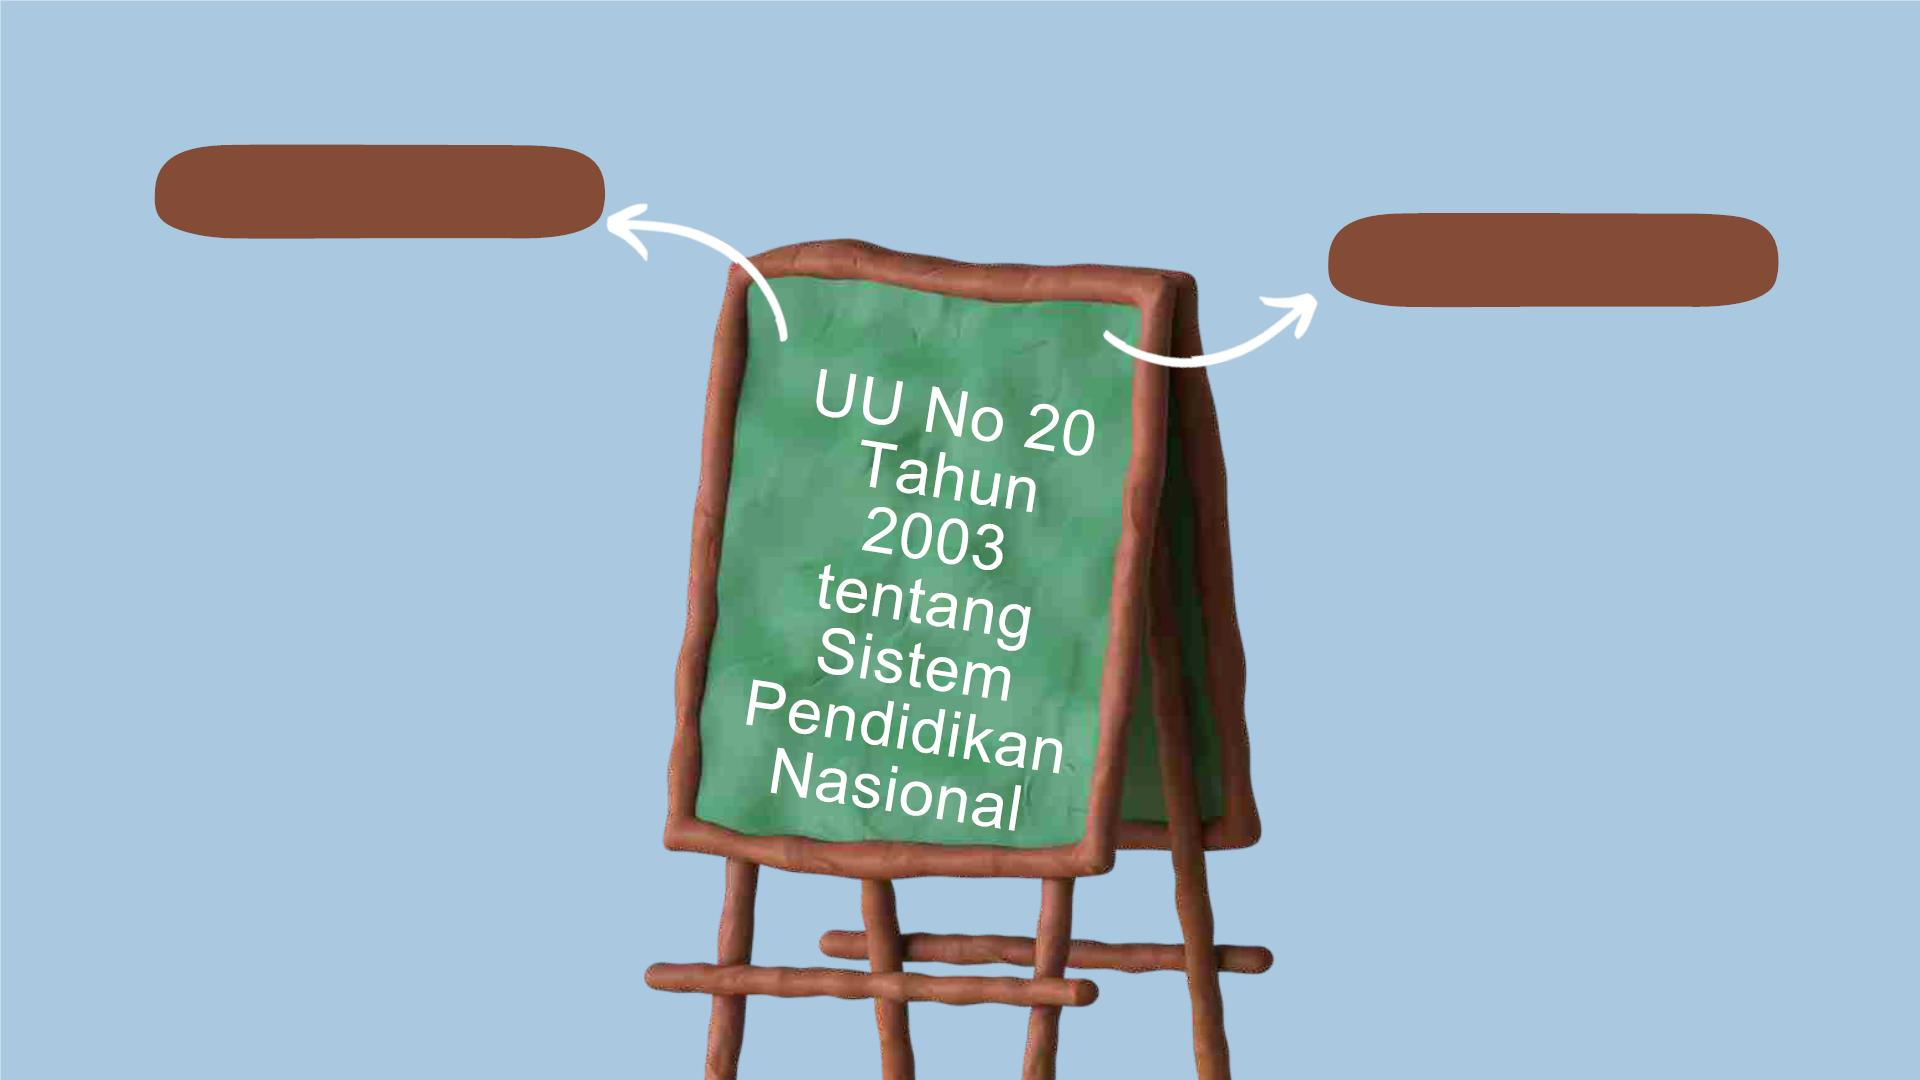 UU No 20
Tahun
2003
tentang
Sistem
Pendidikan
Nasional